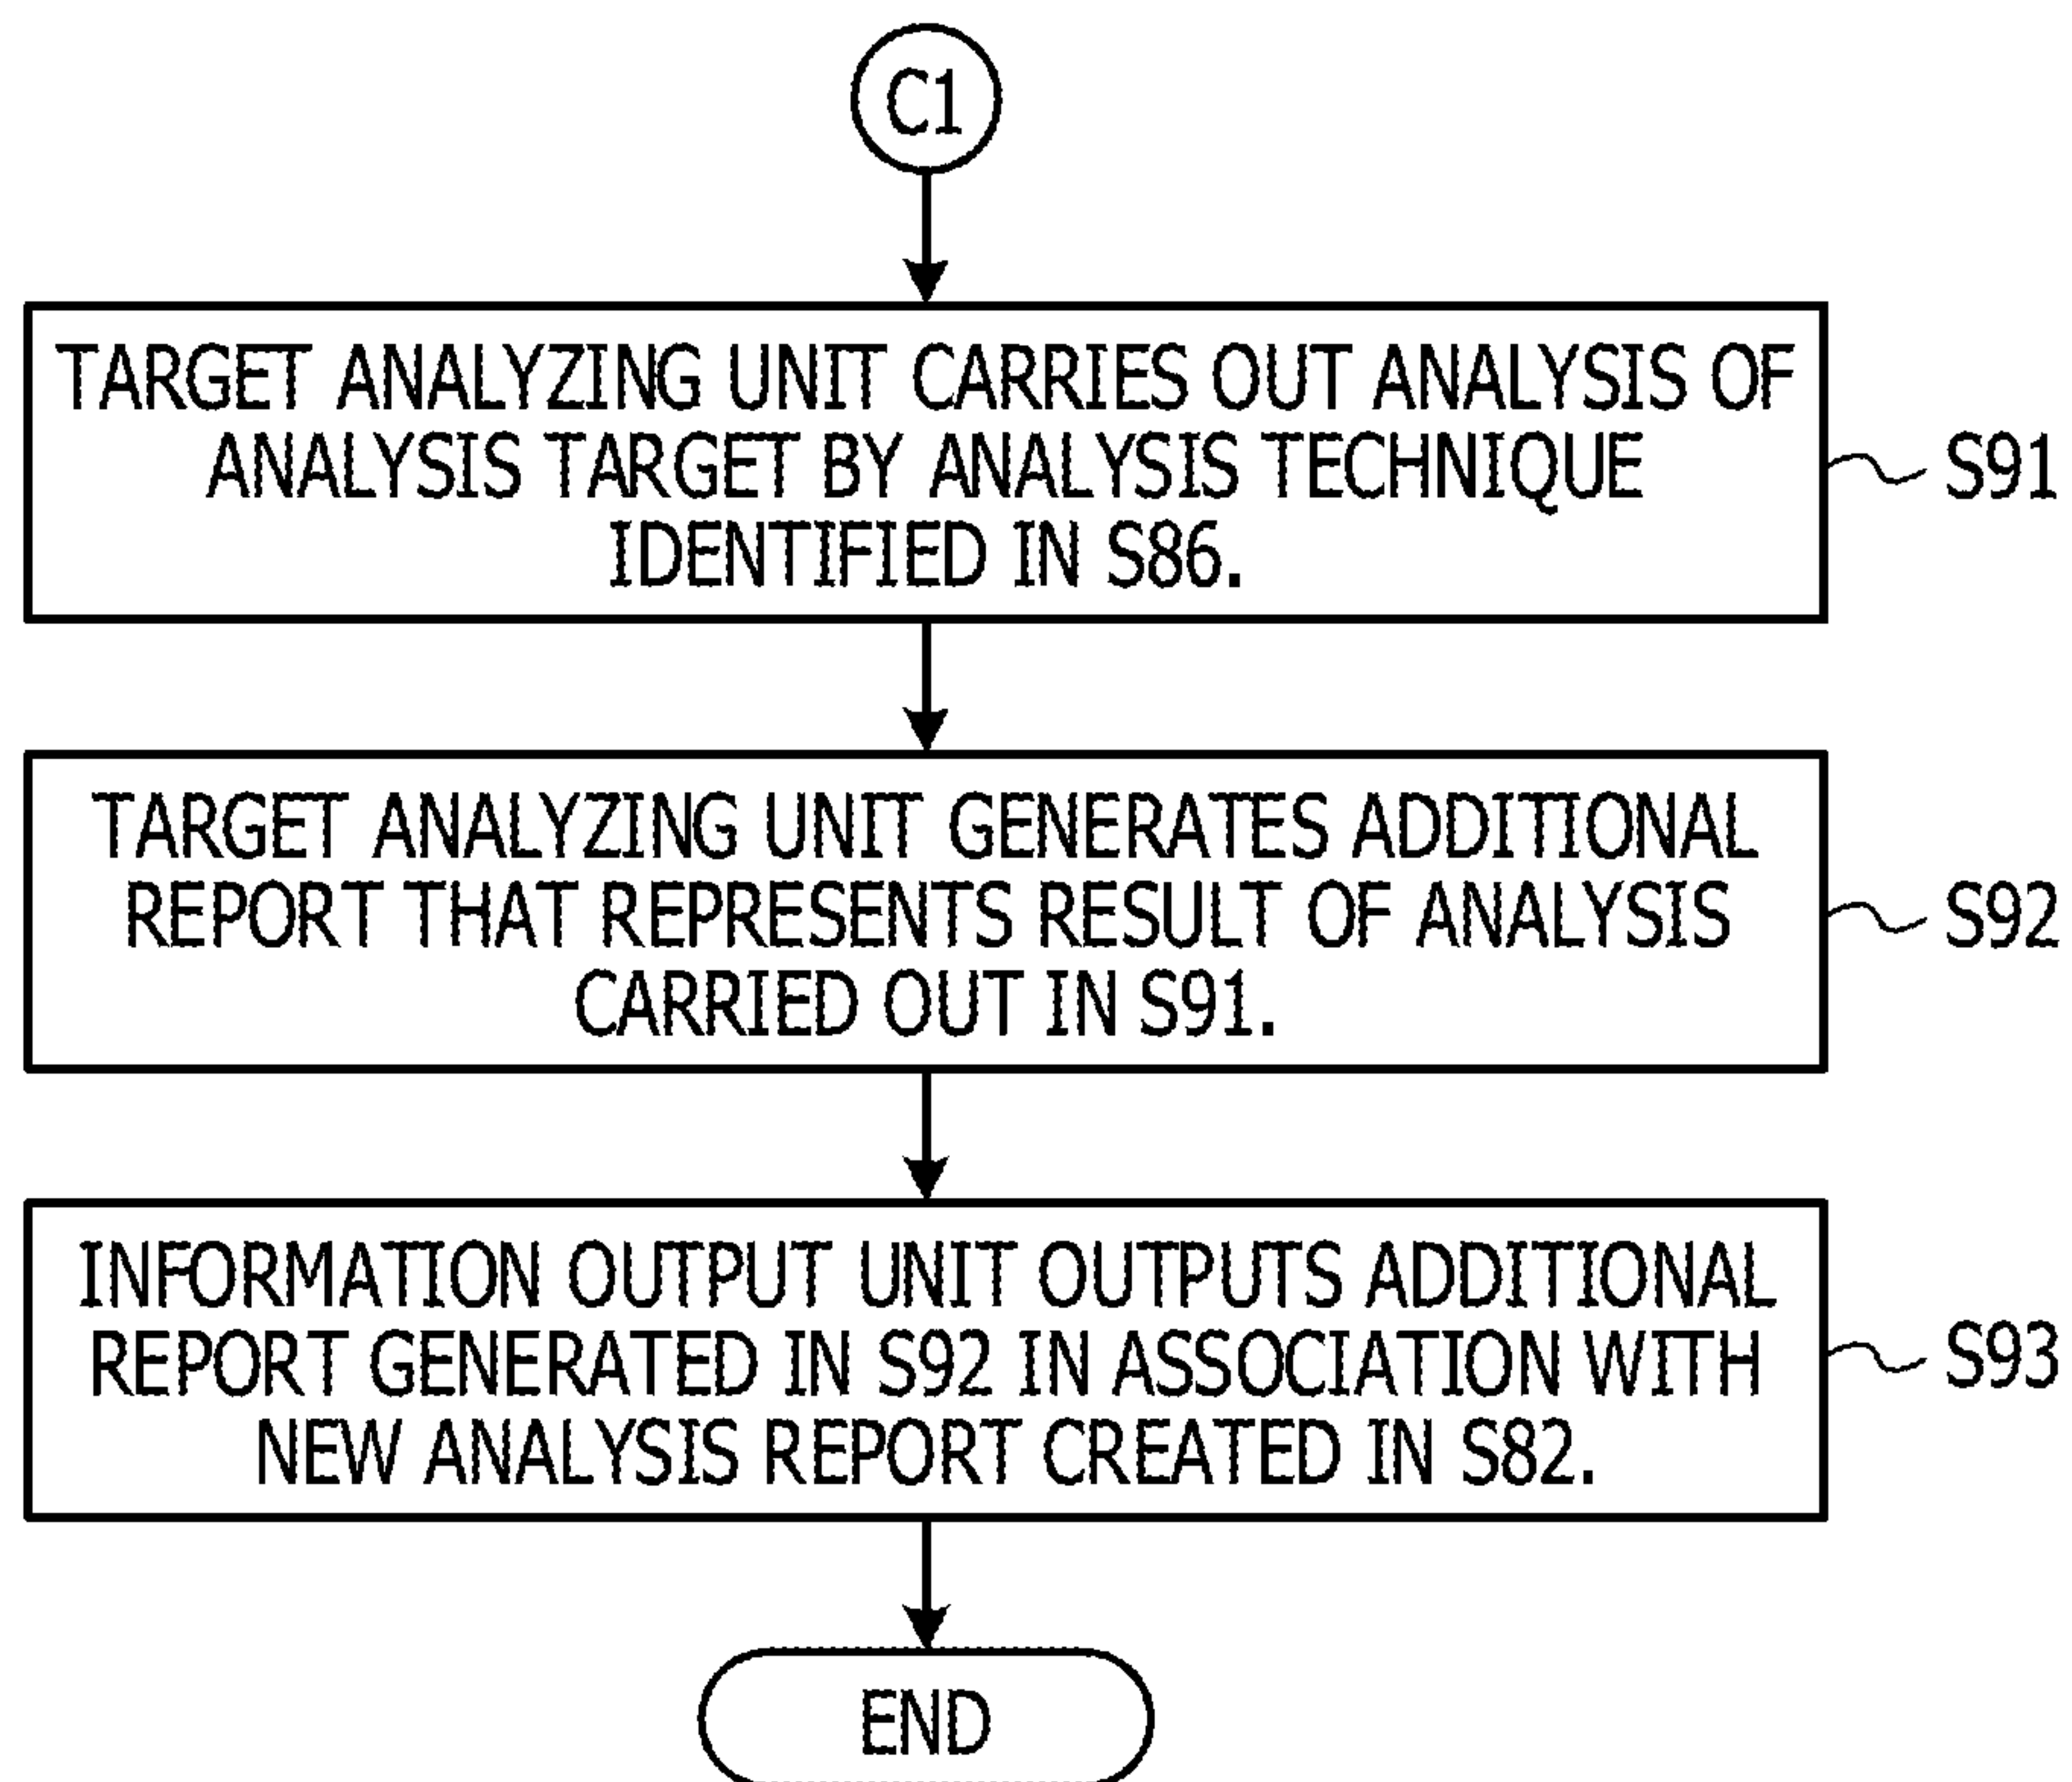 C1
TARGET ANALYZING UNIT CARRIES OUT ANALYSIS OF
ANALYSIS TARGET BY ANALYSIS TECHNIQUE
IDENTIFIED IN S86.
S91
TARGET ANALYZING UNIT GENERATES ADDITIONAL
REPORT THAT REPRESENTS RESULT OF ANALYSIS
CARRIED OUT IN S91.
S92
INFORMATION OUTPUT UNIT OUTPUTS ADDITIONAL
REPORT GENERATED IN S92 IN ASSOCIATION WITH
NEW ANALYSIS REPORT CREATED IN S82.
S93
END